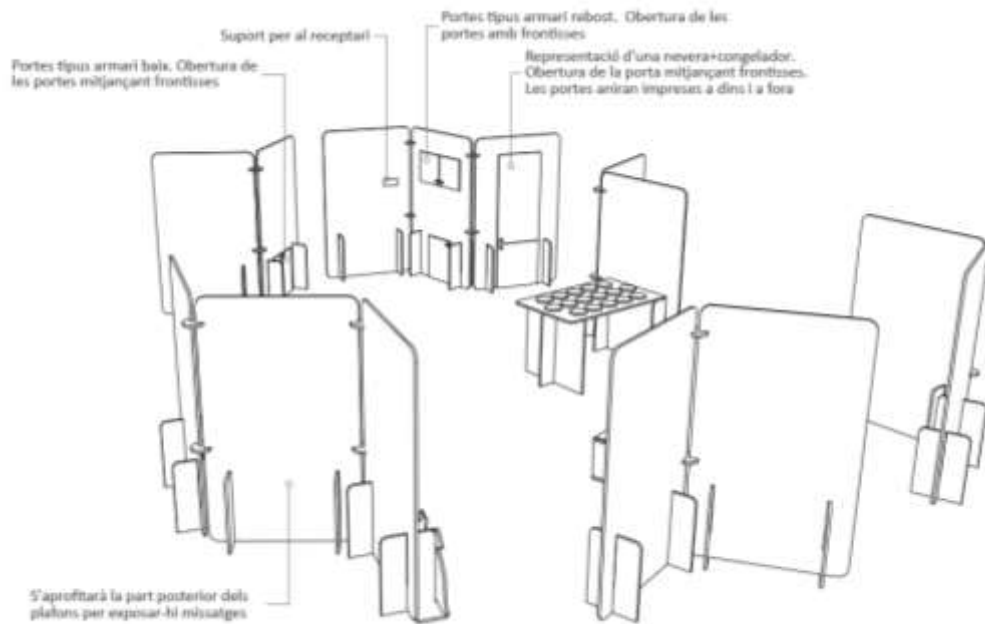 Portes tipus armari rebost. Obertura de les
portes amb frontisses
Suport per al receptari
Representació d'una nevera+congelador.
Obertura de la porta mitjançant frontisses.
Les portes aniran impreses a dins i a fora
Portes tipus armari baix. Obertura de
les portes mitjançant frontisses
S'aprofitarà la part posterior dels
plafons per exposar-hi missatges